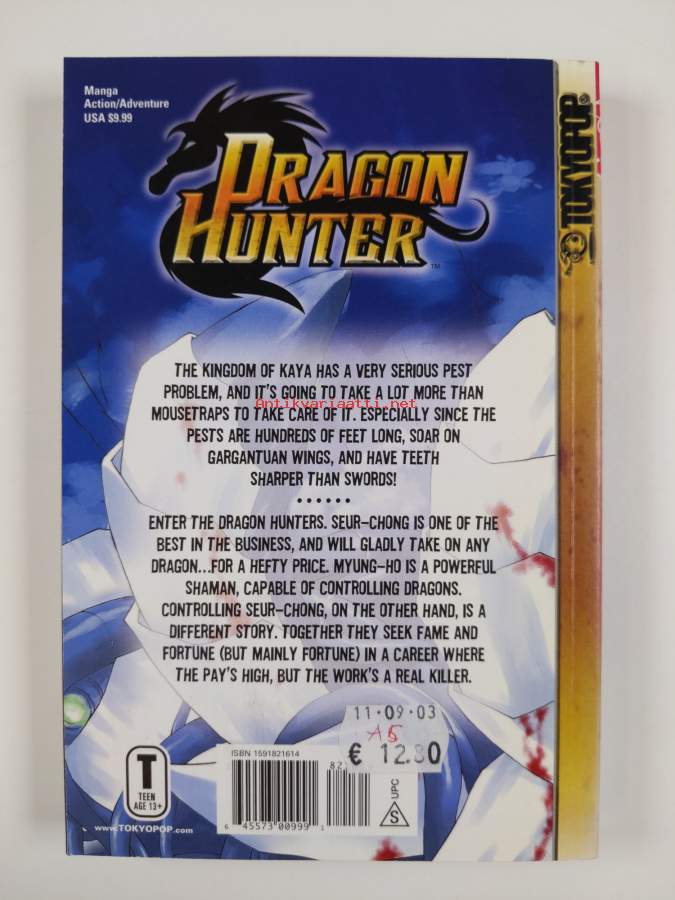 Manga
Action/Adventure
USA $9.99
DRAGON
HUNTER
™
TOKYOPOP®
THE KINGDOM OF KAYA HAS A VERY SERIOUS PEST
PROBLEM, AND IT'S GOING TO TAKE A LOT MORE THAN
Antikvariaatti.net
MOUSETRAPS TO TAKE CARE OF IT. ESPECIALLY SINCE THE
PESTS ARE HUNDREDS OF FEET LONG, SOAR ON
GARGANTUAN WINGS, AND HAVE TEETH
SHARPER THAN SWORDS!
ENTER THE DRAGON HUNTERS. SEUR-CHONG IS ONE OF THE
BEST IN THE BUSINESS, AND WILL GLADLY TAKE ON ANY
DRAGON...FOR A HEFTY PRICE. MYUNG-HO IS A POWERFUL
SHAMAN, CAPABLE OF CONTROLLING DRAGONS.
CONTROLLING SEUR-CHONG, ON THE OTHER HAND, IS A
DIFFERENT STORY. TOGETHER THEY SEEK FAME AND
FORTUNE (BUT MAINLY FORTUNE) IN A CAREER WHERE
THE PAY'S HIGH, BUT THE WORK'S A REAL KILLER.
11·09·03
A5
€ 12.80
ISBN 1591821614
82
UPC
S
6 45573 00999 1
T
TEEN
AGE 13+
www.TOKYOPOP.com